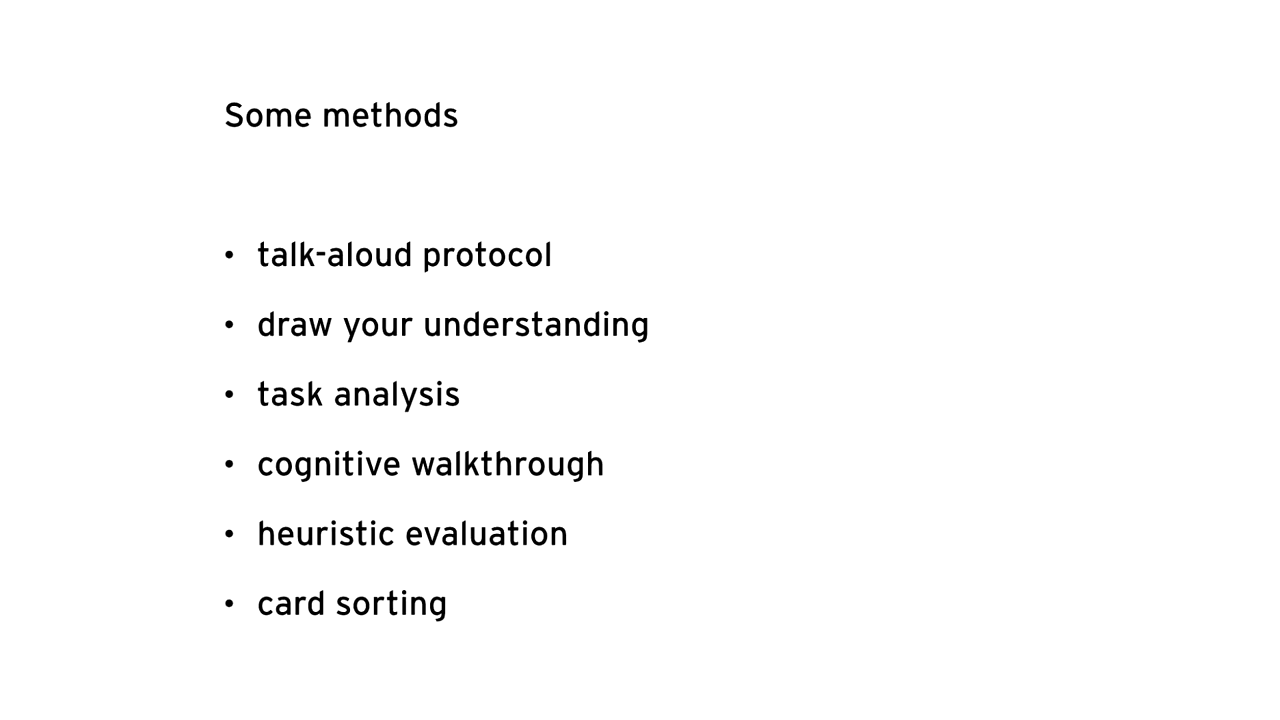 Some methods
• talk-aloud protocol
• draw your understanding
• task analysis
• cognitive walkthrough
• heuristic evaluation
• card sorting